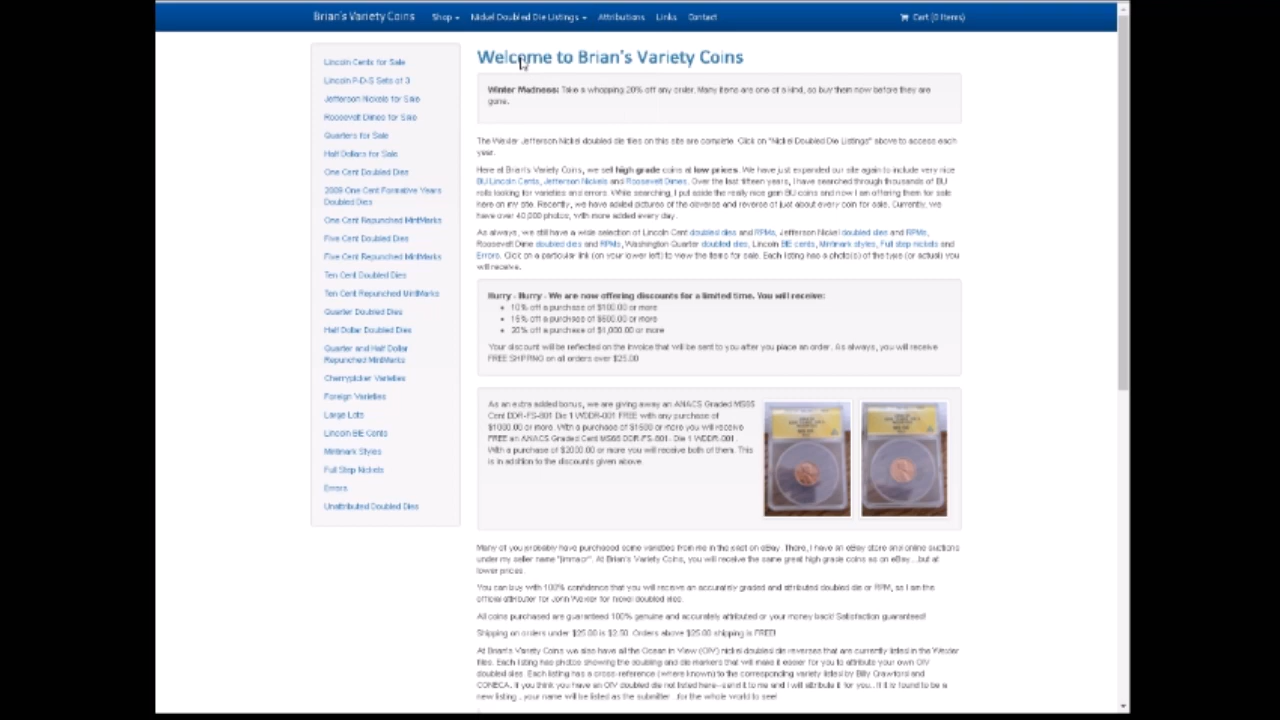 Brian's Variety Coins Shop Nickel Doubled Die Listings Attributions Links Contact Cart (0 Items)
Lincoln Cents for Sale
Lincoln P-D-S Sets of 3
Jefferson Nickels for Sale
Roosevelt Dimes for Sale
Quarters for Sale
Half Dollars for Sale
One Cent Doubled Dies
2009 One Cent Formative Years
Doubled Dies
One Cent Repunched MintMarks
Five Cent Doubled Dies
Five Cent Repunched MintMarks
Ten Cent Doubled Dies
Ten Cent Repunched MintMarks
Quarter Doubled Dies
Half Dollar Doubled Dies
Quarter and Half Dollar
Repunched MintMarks
Cherrypicker Varieties
Foreign Varieties
Large Lots
Lincoln BIE Cents
Mintmark Styles
Full Step Nickels
Errors
Unattributed Doubled Dies
Welcome to Brian's Variety Coins
Winter Madness: Take a whopping 20% off any order. Many items are one of a kind, so buy them now before they are
gone.
The Wexler Jefferson Nickel doubled die files on this site are complete. Click on "Nickel Doubled Die Listings" above to access each
year.
Here at Brian's Variety Coins, we sell high grade coins at low prices. We have just expanded our site again to include very nice
BU Lincoln Cents, Jefferson Nickels and Roosevelt Dimes. Over the last fifteen years, I have searched through thousands of BU
rolls looking for varieties and errors. While searching, I put aside the really nice gem BU coins and now I am offering them for sale
here on my site. Recently, we have added pictures of the obverse and reverse of just about every coin for sale. Currently, we
have over 40,000 photos, with more added every day.
As always, we still have a wide selection of Lincoln Cent doubled dies and RPMs, Jefferson Nickel doubled dies and RPMs,
Roosevelt Dime doubled dies and RPMs, Washington Quarter doubled dies, Lincoln BIE cents, Mintmark styles, Full step nickels and
Errors. Click on a particular link (on your lower left) to view the items for sale. Each listing has a photo(s) of the type (or actual) you
will receive.
Hurry - Hurry - We are now offering discounts for a limited time. You will receive:
10% off a purchase of $100.00 or more
15% off a purchase of $500.00 or more
20% off a purchase of $1,000.00 or more
Your discount will be reflected on the invoice that will be sent to you after you place an order. As always, you will receive
FREE SHIPPING on all orders over $25.00
As an extra added bonus, we are giving away an ANACS Graded MS65
Cent DDR-FS-801 Die 1 WDDR-001 FREE with any purchase of
$1000.00 or more. With a purchase of $1500 or more you will receive
FREE an ANACS Graded Cent MS66 DDR-FS-801- Die 1 WDDR-001.
With a purchase of $2000.00 or more you will receive both of them. This
is in addition to the discounts given above.
Many of you probably have purchased some varieties from me in the past on eBay. There, I have an eBay store and online auctions
under my seller name "jimmaor". At Brian's Variety Coins, you will receive the same great high grade coins as on eBay... but at
lower prices.
You can buy with 100% confidence that you will receive an accurately graded and attributed doubled die or RPM, as I am the
official attributer for John Wexler for nickel doubled dies.
All coins purchased are guaranteed 100% genuine and accurately attributed or your money back! Satisfaction guaranteed!
Shipping on orders under $25.00 is $2.50. Orders above $25.00 shipping is FREE!
At Brian's Variety Coins we also have all the Ocean in View (OIV) nickel doubled die reverses that are currently listed in the Wexler
files. Each listing has photos showing the doubling and die markers that will make it easier for you to attribute your own OIV
doubled dies. Each listing has a cross-reference (where known) to the corresponding variety listed by Billy Crawford and
CONECA. If you think you have an OIV doubled die not listed here--send it to me and I will attribute it for you. If it is found to be a
new listing...your name will be listed as the submitter...for the whole world to see!